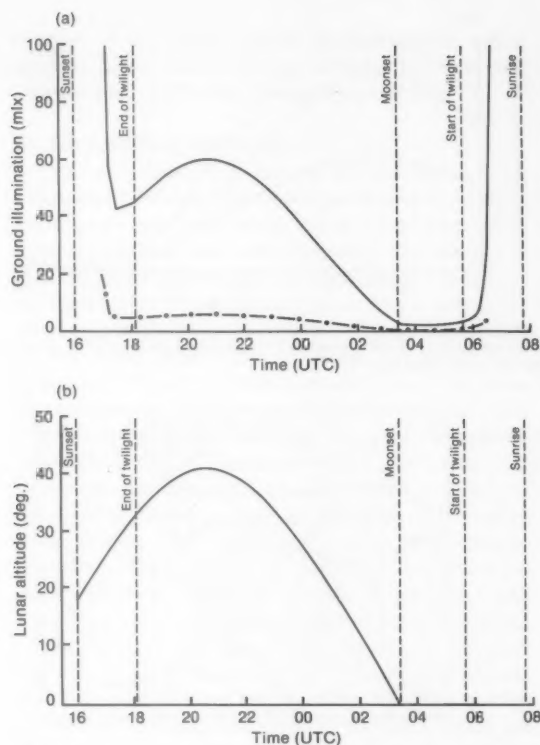 (a)
100
80
60
40
20
0
Ground illumination (mlx)
Sunset
End of twilight
Moonset
Start of twilight
Sunrise
16 18 20 22 00 02 04 06 08
Time (UTC)
(b)
50
40
30
20
10
0
Lunar altitude (deg.)
Sunset
End of twilight
Moonset
Start of twilight
Sunrise
16 18 20 22 00 02 04 06 08
Time (UTC)